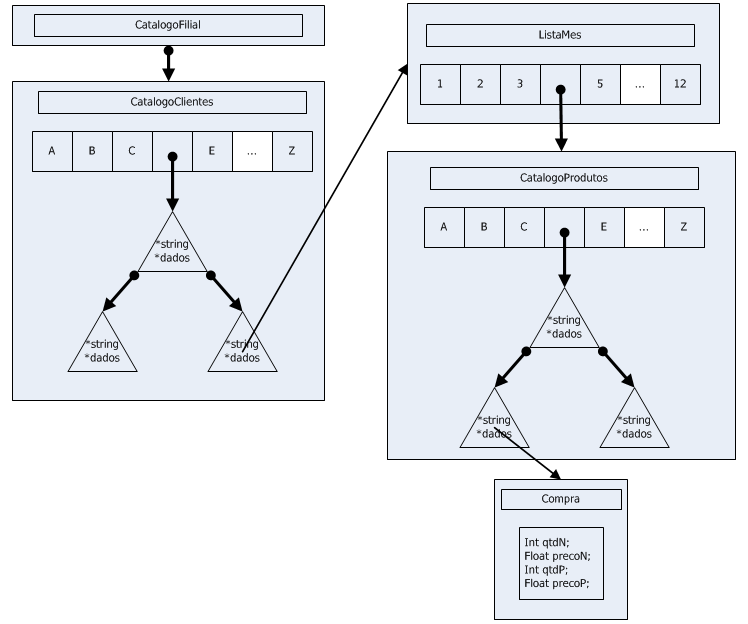 CatalogoFilial
CatalogoClientes
A B C E ... Z
*string
*dados
*string
*dados
*string
*dados
ListaMes
1 2 3 5 ... 12
CatalogoProdutos
A B C E ... Z
*string
*dados
*string
*dados
*string
*dados
Compra
Int qtdN;
Float precoN;
Int qtdP;
Float precoP;